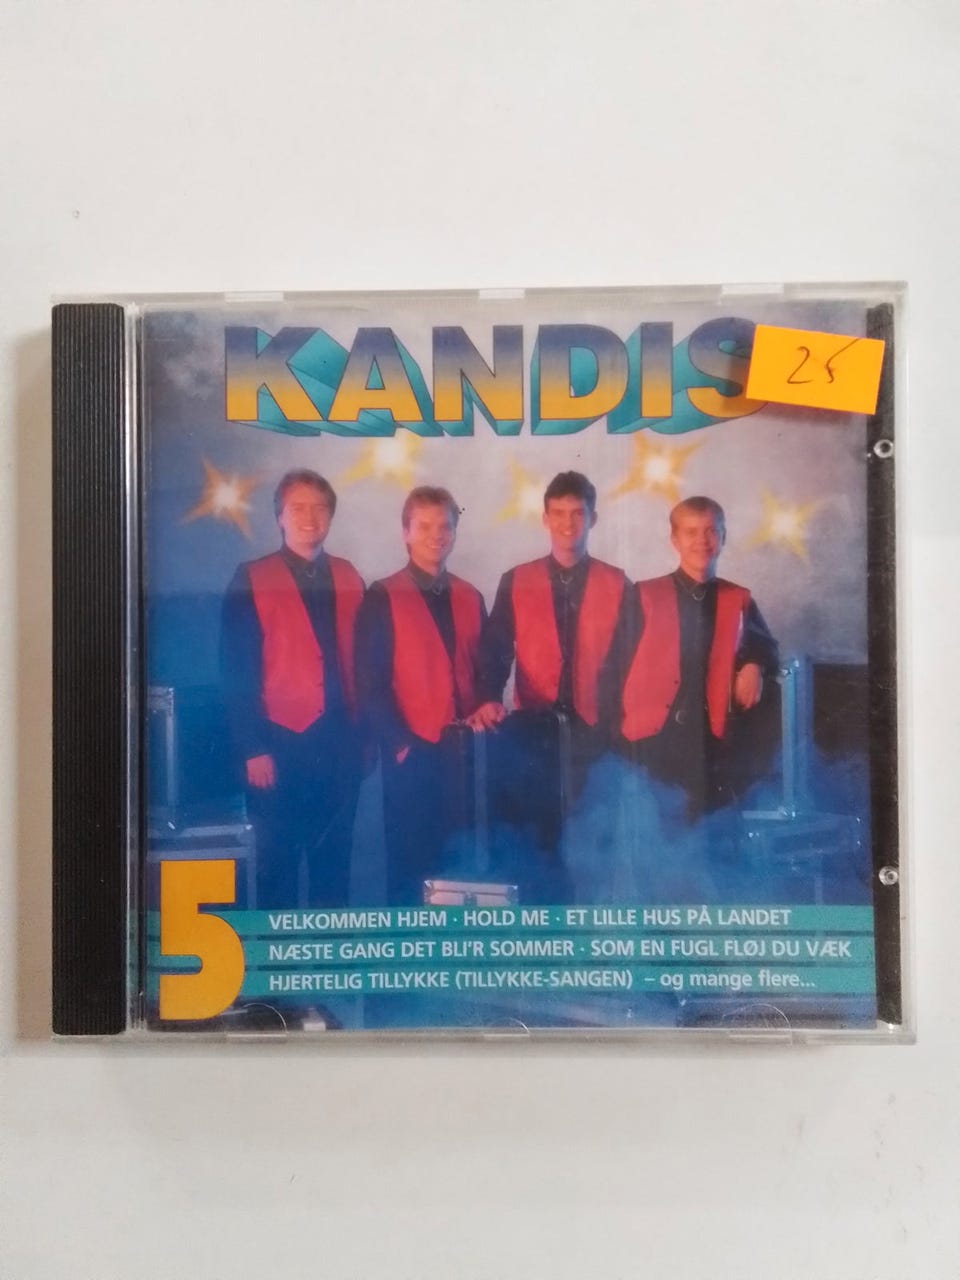 KANDIS
25
5
VELKOMMEN HJEM · HOLD ME · ET LILLE HUS PÅ LANDET
NÆSTE GANG DET BLI'R SOMMER · SOM EN FUGL FLØJ DU VÆK
HJERTELIG TILLYKKE (TILLYKKE-SANGEN) – og mange flere...